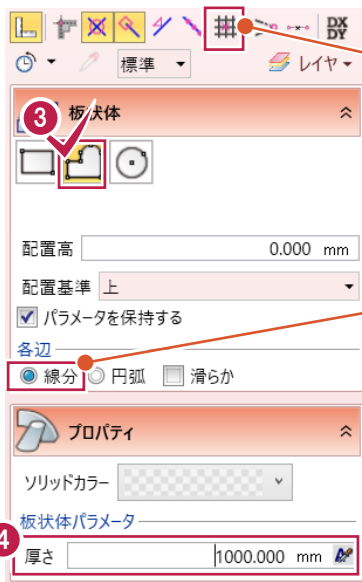 DX
DY
標準
レイヤ
3
板状体
配置高 0.000 mm
配置基準 上
パラメータを保持する
各辺
線分 円弧 滑らか
プロパティ
ソリッドカラー
板状体パラメータ
4
厚さ 1000.000 mm